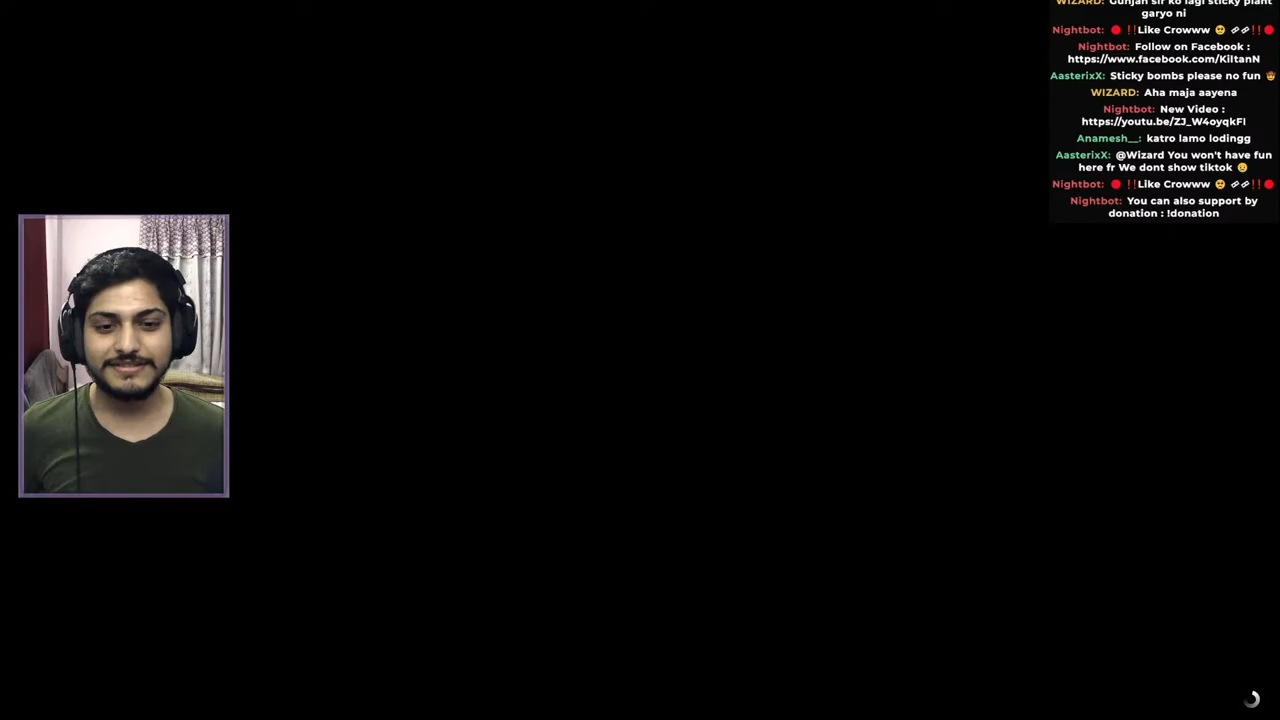 WIZARD: Gunjan sir ko lagi sticky plant
garyo ni
Nightbot: 🔴 ‼️Like Crowww 🥺 🔗🔗‼️🔴
Nightbot: Follow on Facebook :
https://www.facebook.com/KiItanN
AasterixX: Sticky bombs please no fun 🤠
WIZARD: Aha maja aayena
Nightbot: New Video :
https://youtu.be/ZJ_W4oyqkFI
Anamesh__: katro lamo lodingg
AasterixX: @Wizard You won't have fun
here fr We dont show tiktok 🥲
Nightbot: 🔴 ‼️Like Crowww 🥺 🔗🔗‼️🔴
Nightbot: You can also support by
donation : !donation